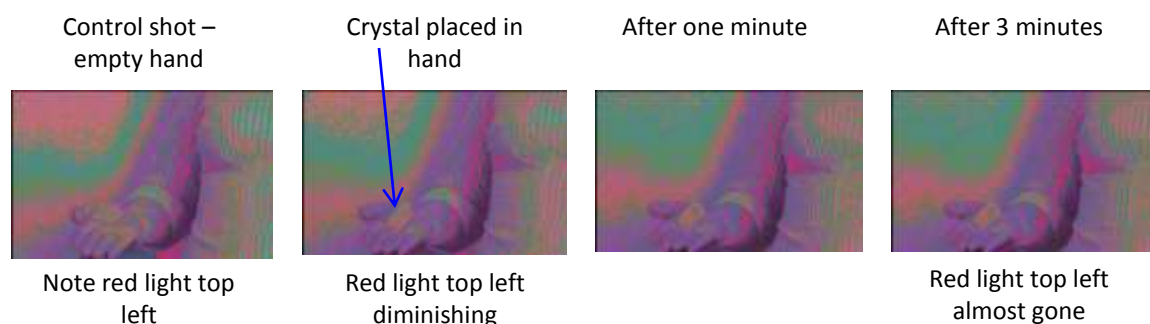 Control shot –
empty hand
Crystal placed in
hand
After one minute
After 3 minutes
Note red light top
left
Red light top left
diminishing
Red light top left
almost gone